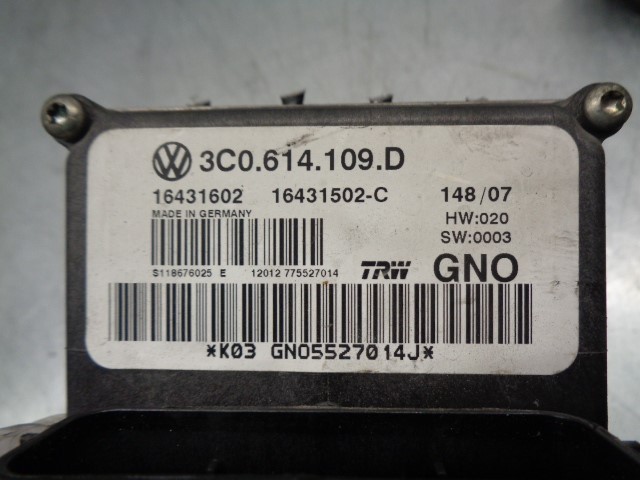 3C0.614.109.D
16431602 16431502-C 148/07
MADE IN GERMANY HW:020
SW:0003
S118676025 E 12012 775527014 TRW GNO
*K03 GNO5527014J*